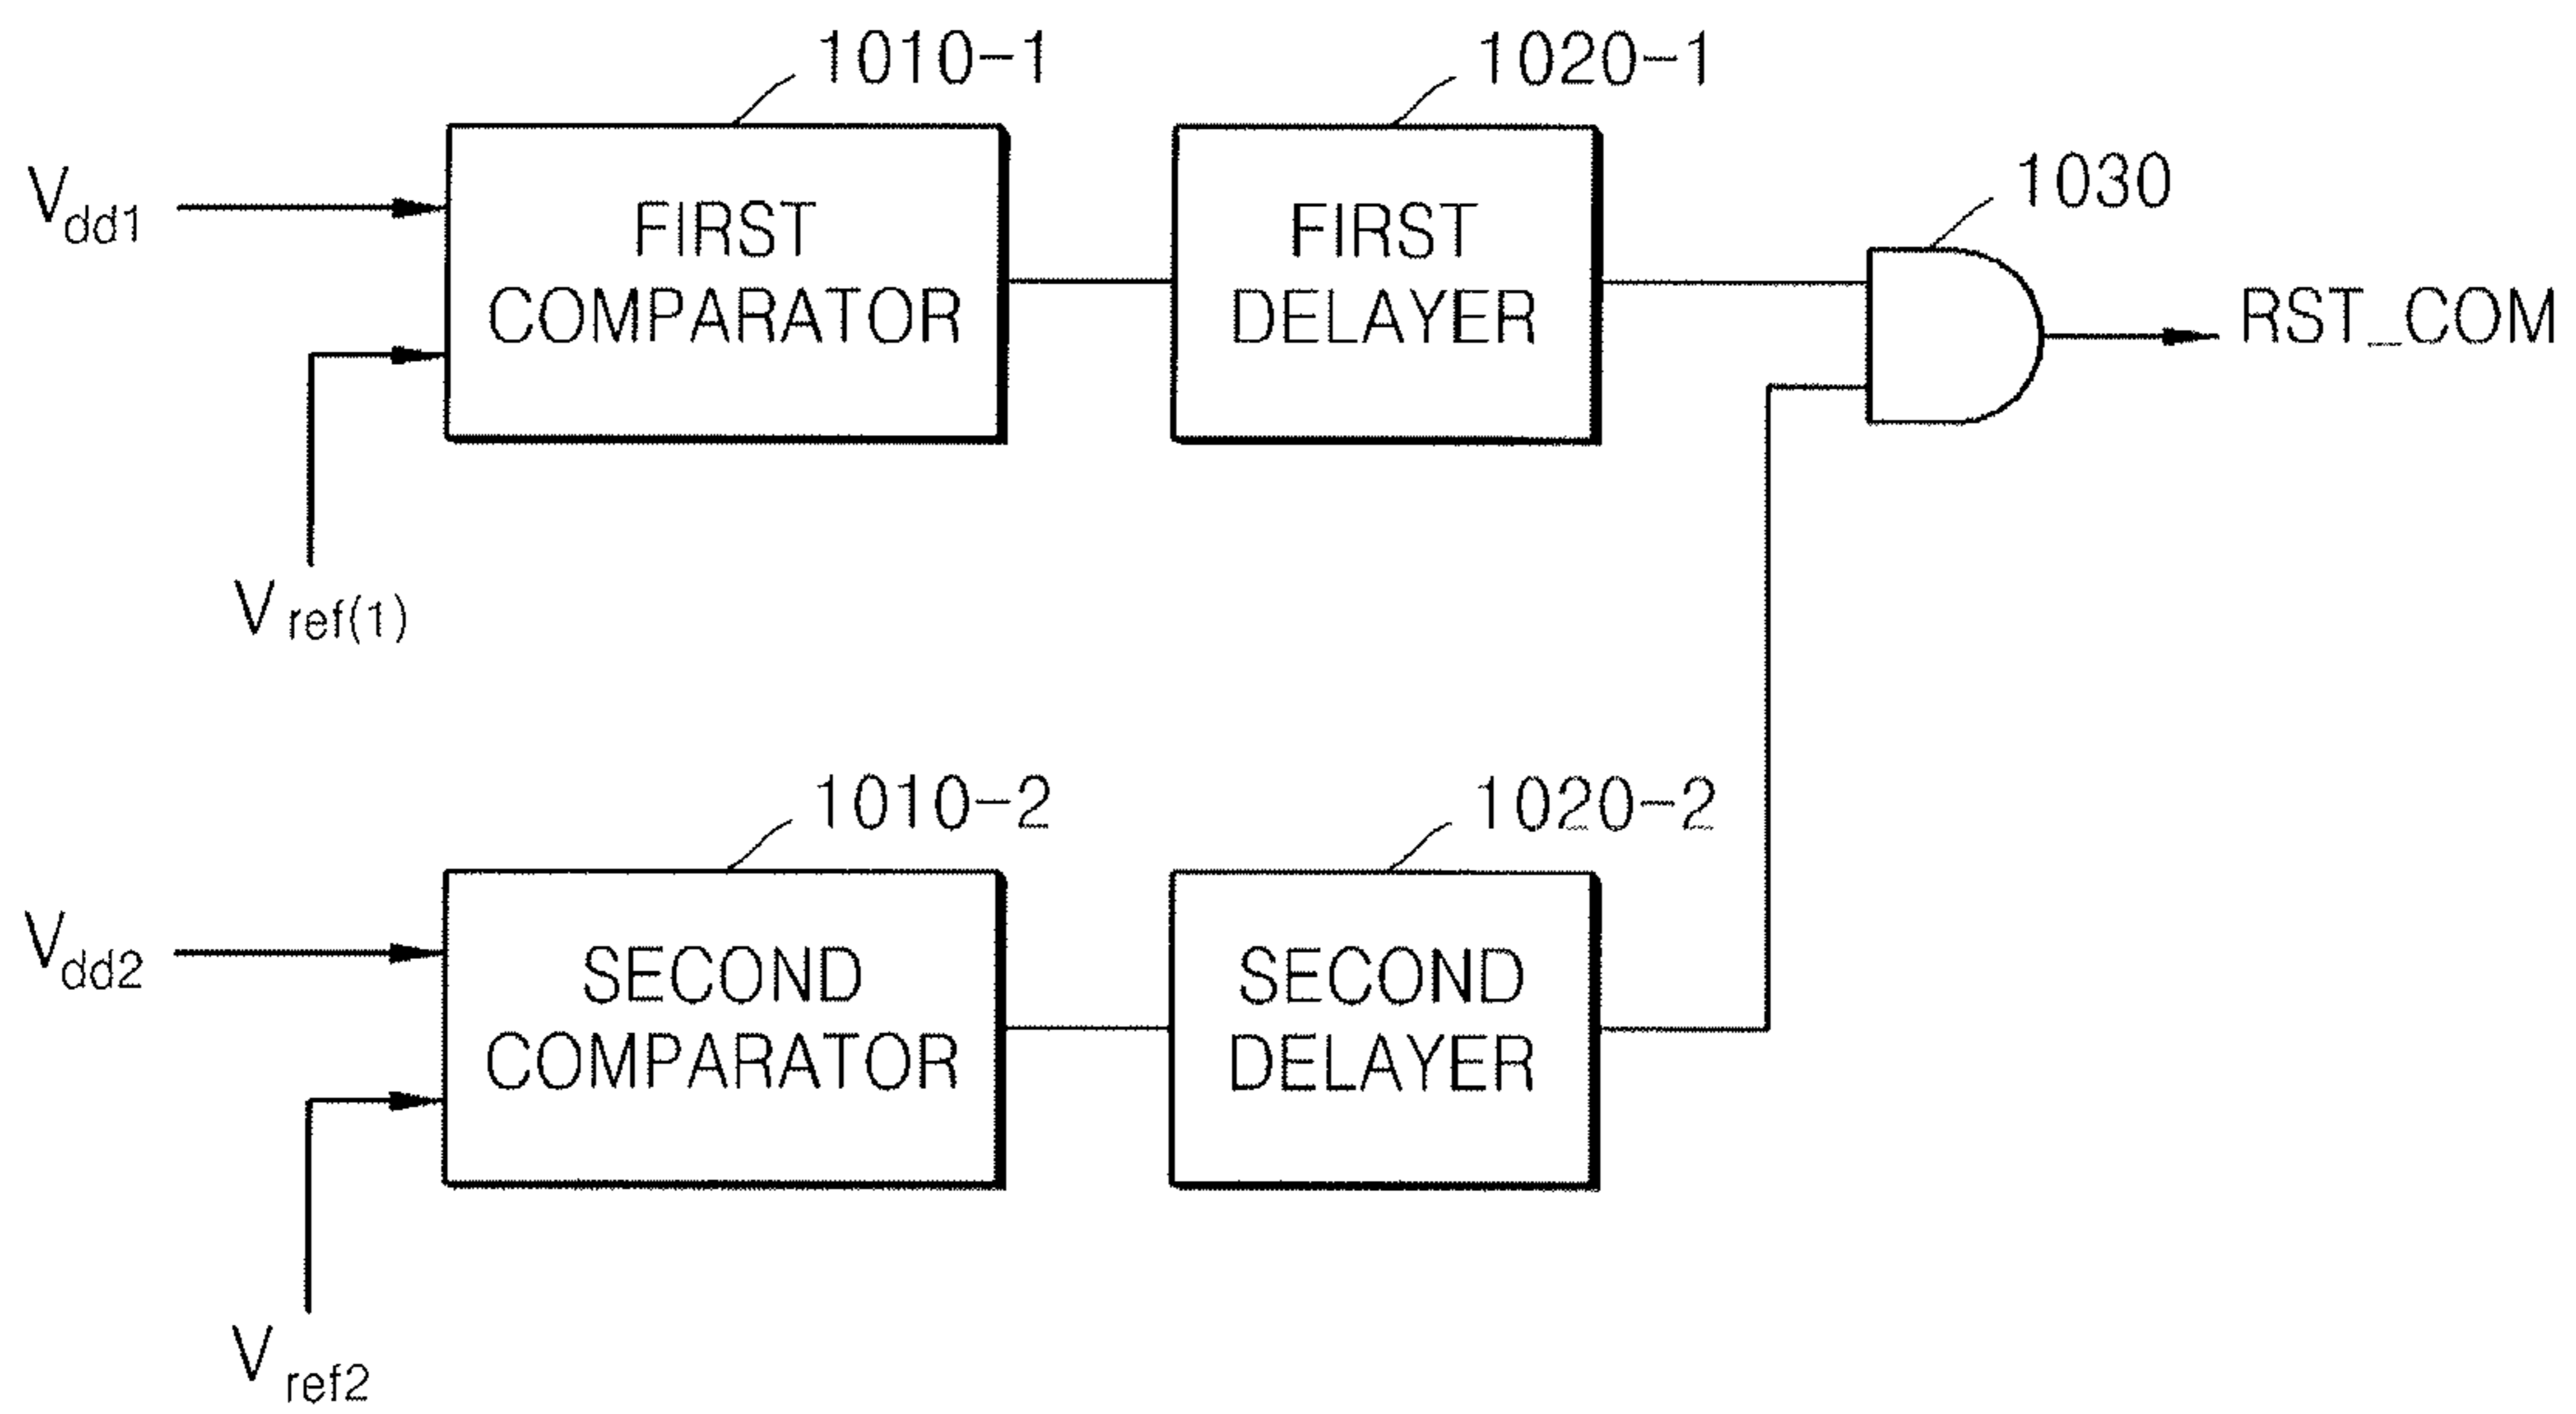 1010-1
1020-1
1030
Vdd1
FIRST
COMPARATOR
FIRST
DELAYER
RST_COM
Vref(1)
1010-2
1020-2
Vdd2
SECOND
COMPARATOR
SECOND
DELAYER
Vref2